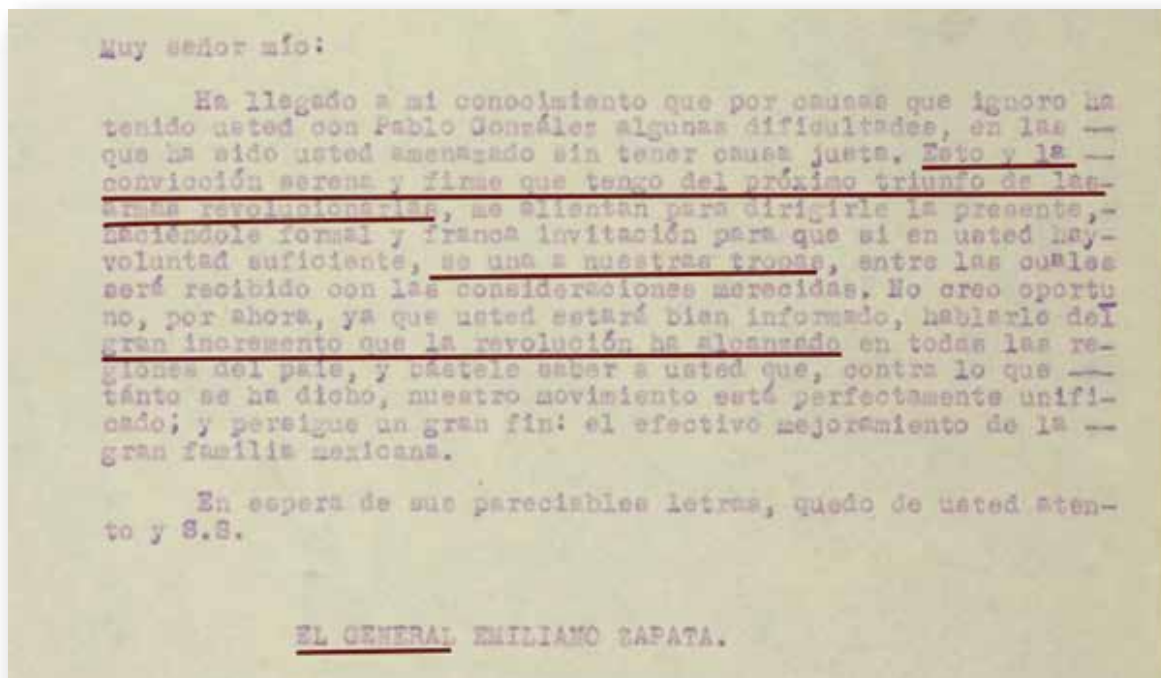 Muy señor mío:
Ha llegado a mi conocimiento que por causas que ignoro ha
tenido usted con Pablo González algunas dificultades, en las —
que ha sido usted amenazado sin tener causa justa. Esto y la —
convicción serena y firme que tengo del próximo triunfo de las-
armas revolucionarias, me alientan para dirigirle la presente,-
haciéndole formal y franca invitación para que si en usted hay-
voluntad suficiente, se una a nuestras tropas, entre las cuales
será recibido con las consideraciones merecidas. No creo oportu
no, por ahora, ya que usted estará bien informado, hablarle del
gran incremento que la revolución ha alcanzado en todas las re-
giones del país, y bástele saber a usted que, contra lo que —
tánto se ha dicho, nuestro movimiento está perfectamente unifi-
cado; y persigue un gran fin: el efectivo mejoramiento de la —
gran familia mexicana.
En espera de sus pareciables letras, quedo de usted aten-
to y S.S.
EL GENERAL EMILIANO ZAPATA.